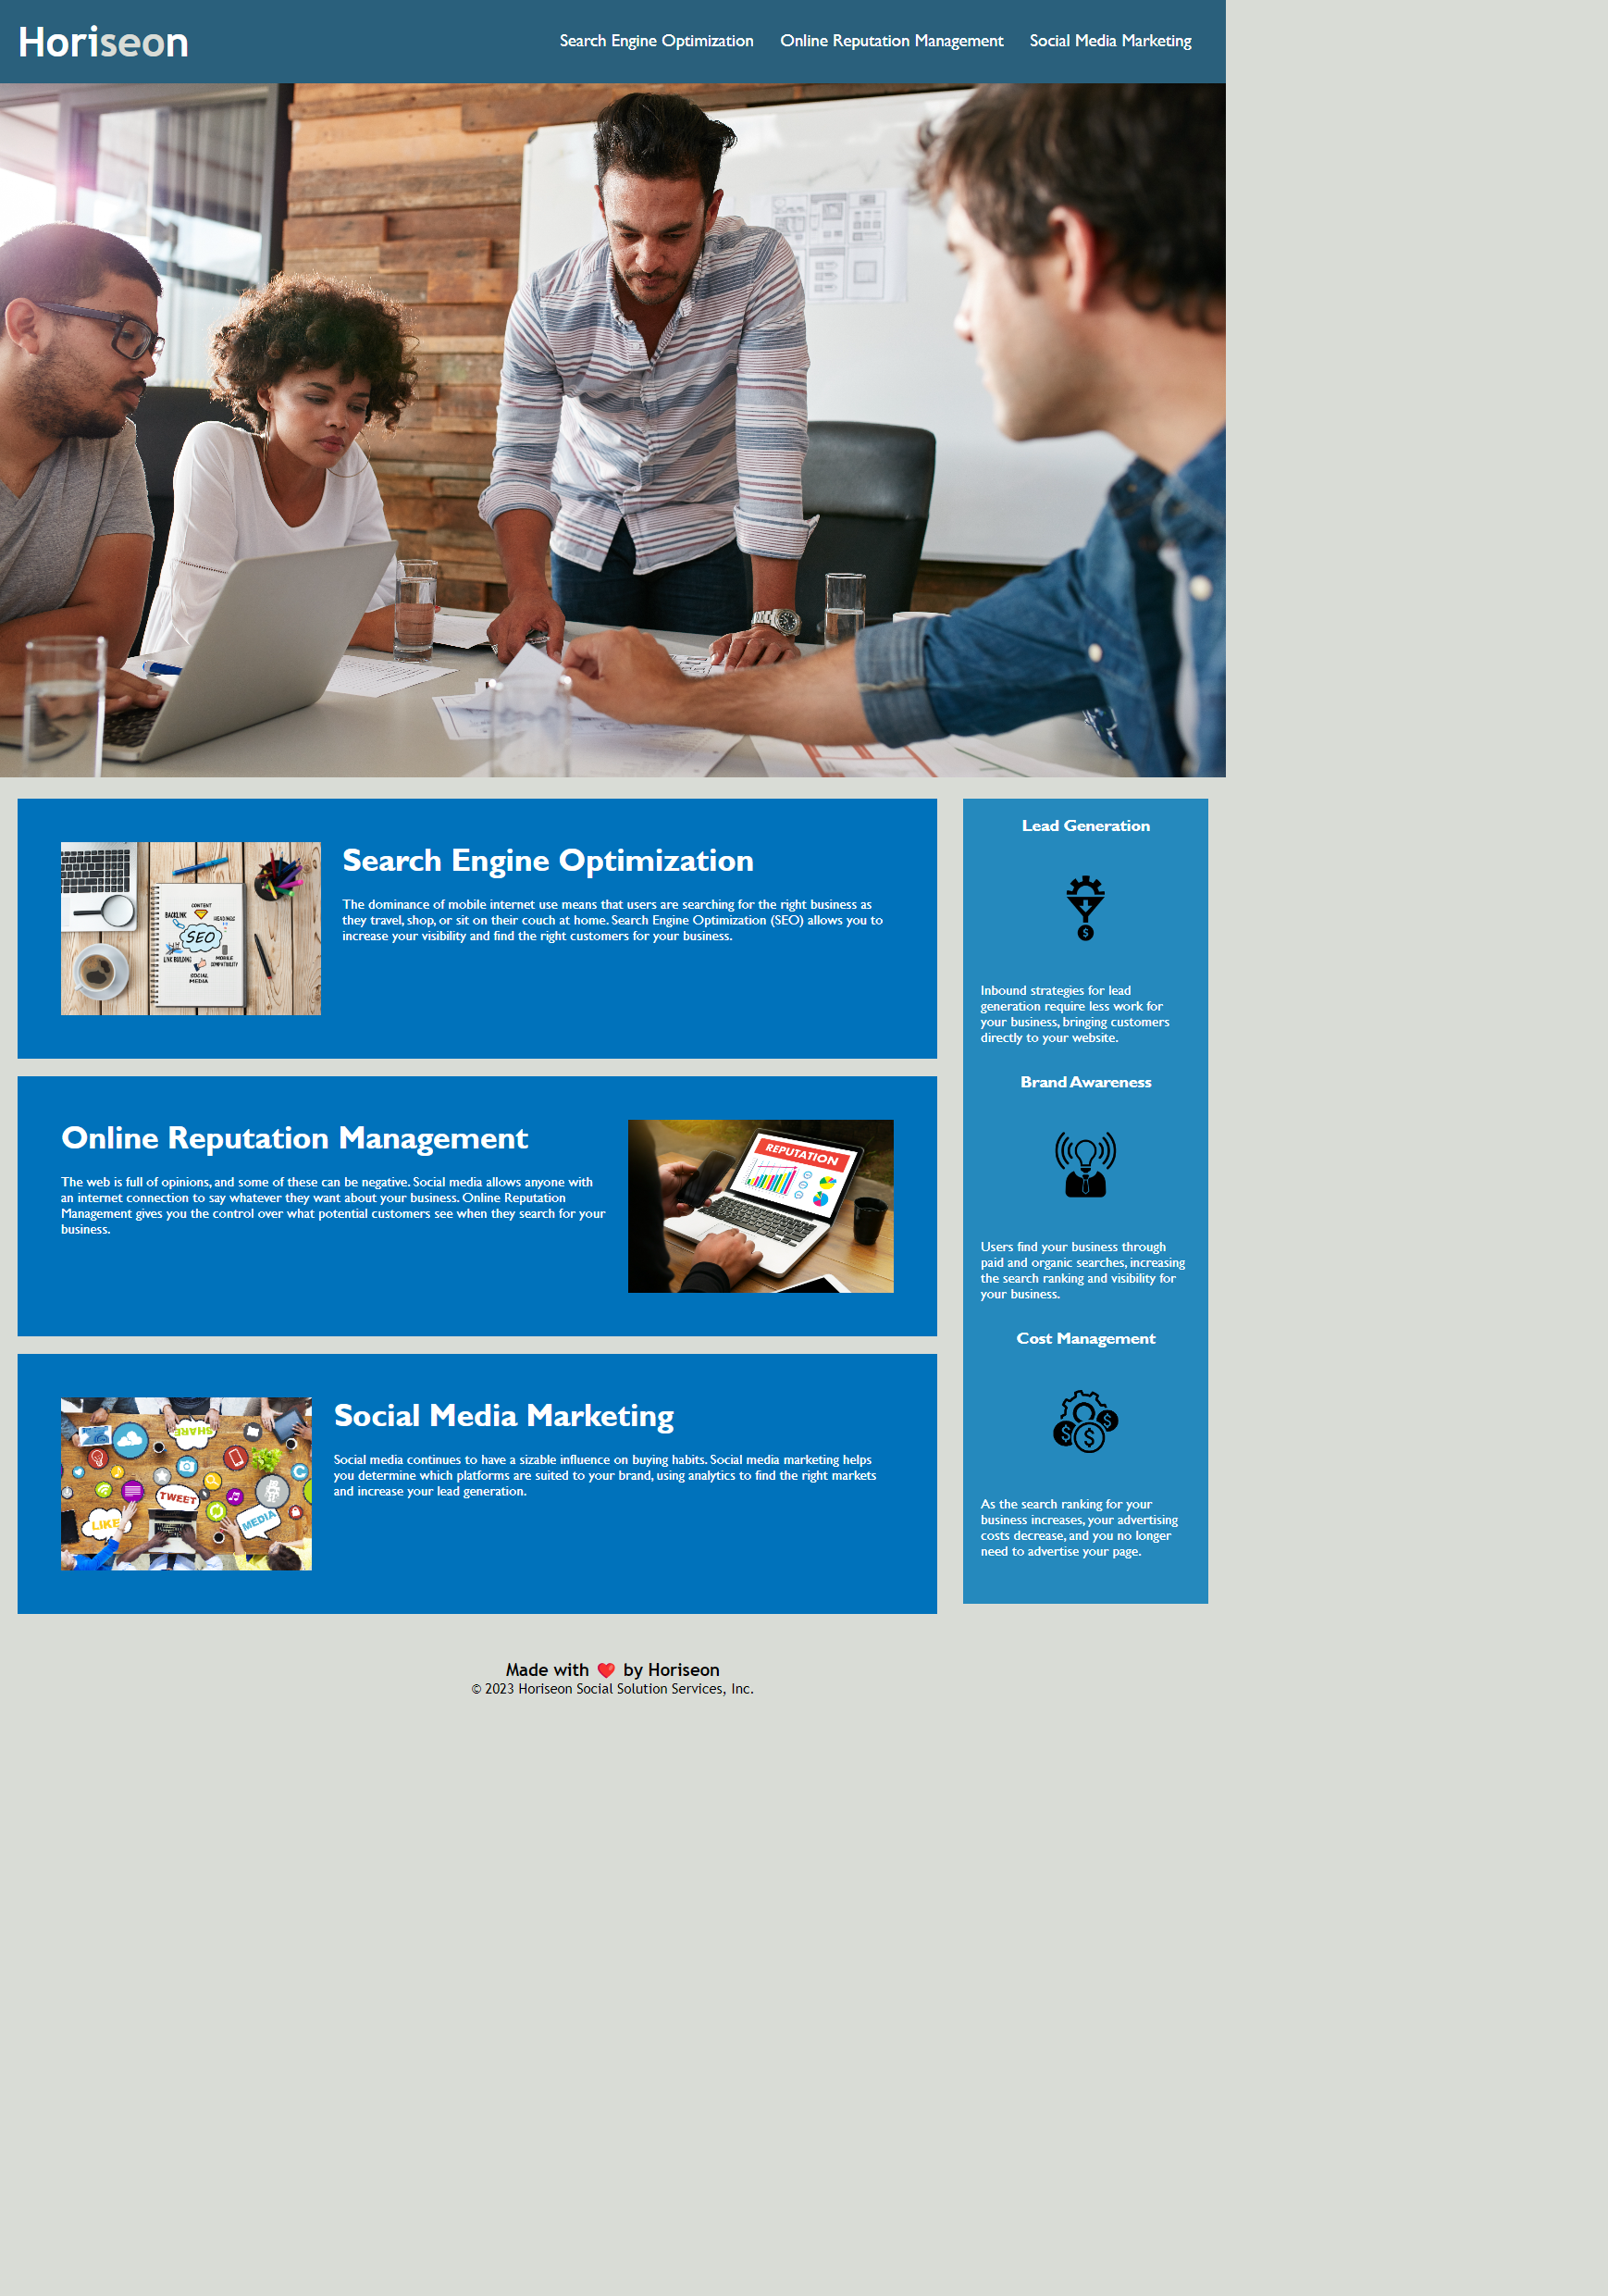 Horiseon
Search Engine Optimization
Online Reputation Management
Social Media Marketing
Search Engine Optimization
The dominance of mobile internet use means that users are searching for the right business as
they travel, shop, or sit on their couch at home. Search Engine Optimization (SEO) allows you to
increase your visibility and find the right customers for your business.
CONTENT
BACKLINK
HEADINGS
SEO
LINK BUILDING
MOBILE
COMPATIBILITY
SOCIAL
MEDIA
Online Reputation Management
The web is full of opinions, and some of these can be negative. Social media allows anyone with
an internet connection to say whatever they want about your business. Online Reputation
Management gives you the control over what potential customers see when they search for your
business.
REPUTATION
Social Media Marketing
Social media continues to have a sizable influence on buying habits. Social media marketing helps
you determine which platforms are suited to your brand, using analytics to find the right markets
and increase your lead generation.
SHARE
TWEET
LIKE
MEDIA
Lead Generation
$
Inbound strategies for lead
generation require less work for
your business, bringing customers
directly to your website.
Brand Awareness
Users find your business through
paid and organic searches, increasing
the search ranking and visibility for
your business.
Cost Management
$ $ $
As the search ranking for your
business increases, your advertising
costs decrease, and you no longer
need to advertise your page.
Made with ❤️ by Horiseon
© 2023 Horiseon Social Solution Services, Inc.